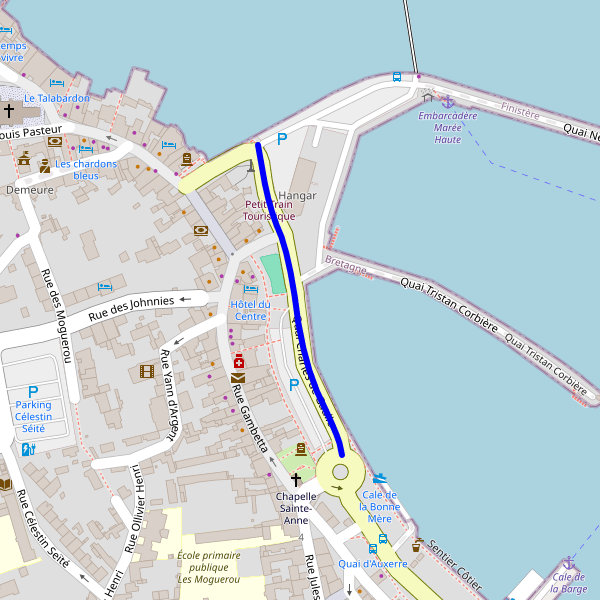 emps
vivre
Le Talabardon
ouis Pasteur
Les chardons
bleus
Demeure
P
Embarcadère
Marée
Haute
Finistère
Quai Ne
Hangar
Petit Train
Touristique
Bretagne
Quai Tristan Corbière
Quai Tristan Corbière
Rue des Moguerou
Rue des Johnnies
Hôtel du
Centre
Quai Charles de Gaulle
Rue Yann d'Argent
P
Parking
Célestin
Séité
P
Rue Gambetta
Rue Célestin Seité
Rue Ollivier Henri
Henri
Chapelle
Sainte-
Anne
Cale de
la Bonne
Mère
4
École primaire
publique
Les Moguerou
Rue Jules
Quai d'Auxerre
Sentier Côtier
Cale de
la Barge